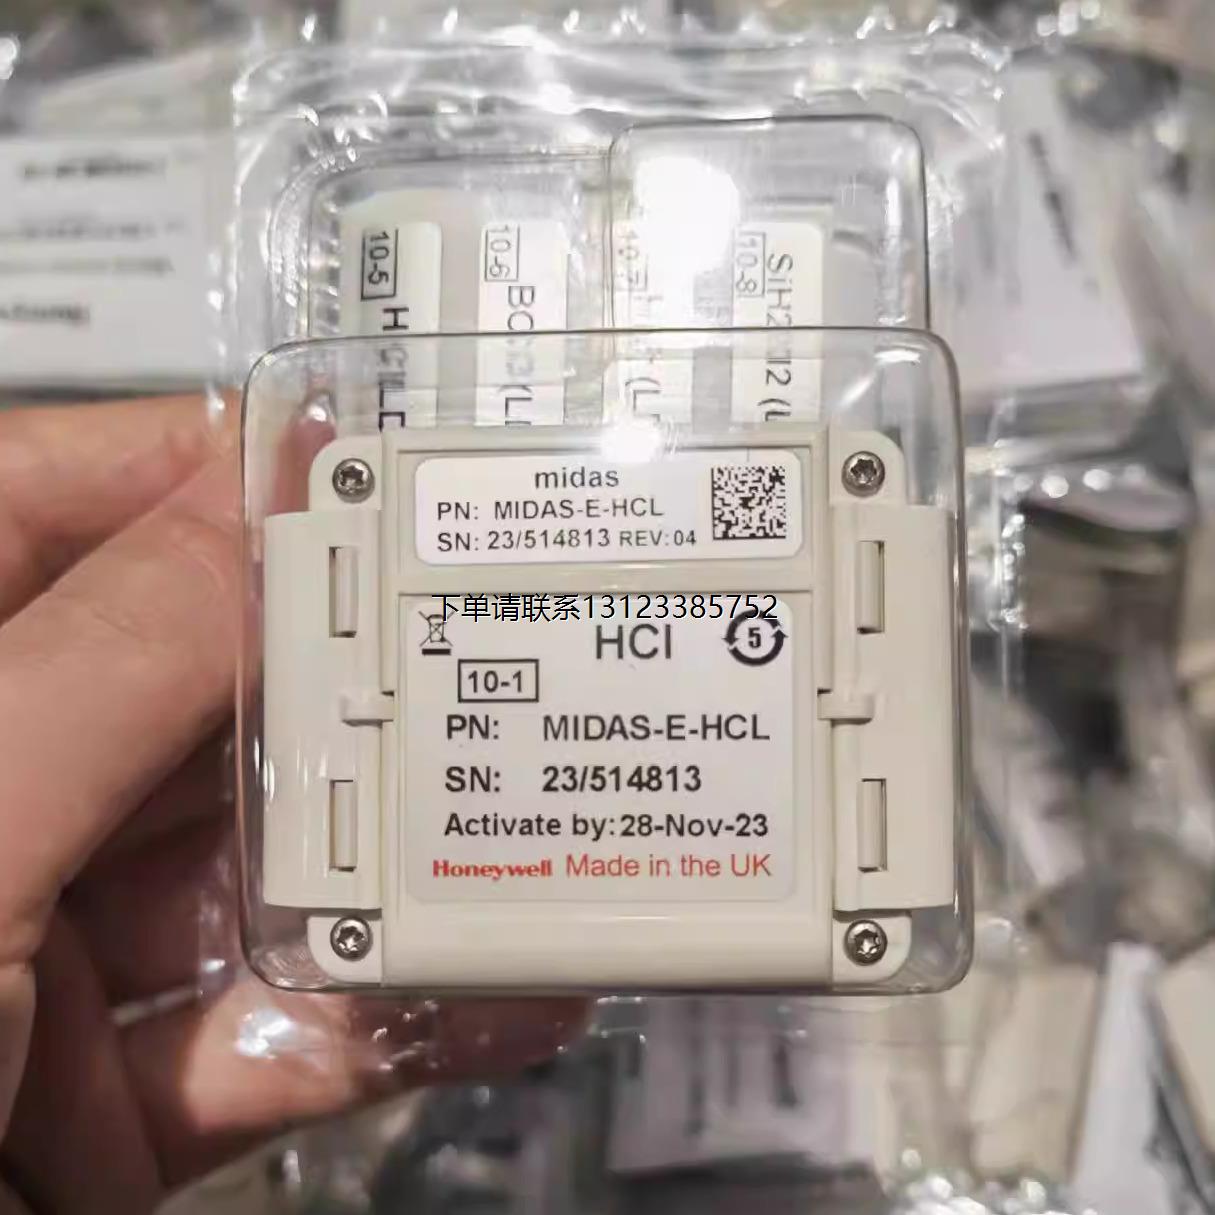 10-5
10-6
10-8
midas
PN: MIDAS-E-HCL
SN: 23/514813 REV:04
下单请联系13123385752
HCl
5
10-1
PN: MIDAS-E-HCL
SN: 23/514813
Activate by:28-Nov-23
Honeywell Made in the UK